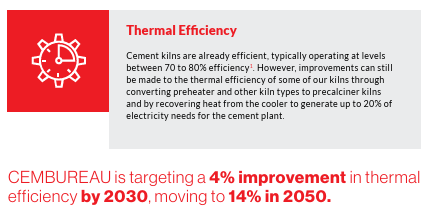 Thermal Efficiency
Cement kilns are already efficient, typically operating at levels
between 70 to 80% efficiency¹. However, improvements can still
be made to the thermal efficiency of some of our kilns through
converting preheater and other kiln types to precalciner kilns
and by recovering heat from the cooler to generate up to 20% of
electricity needs for the cement plant.
CEMBUREAU is targeting a 4% improvement in thermal
efficiency by 2030, moving to 14% in 2050.